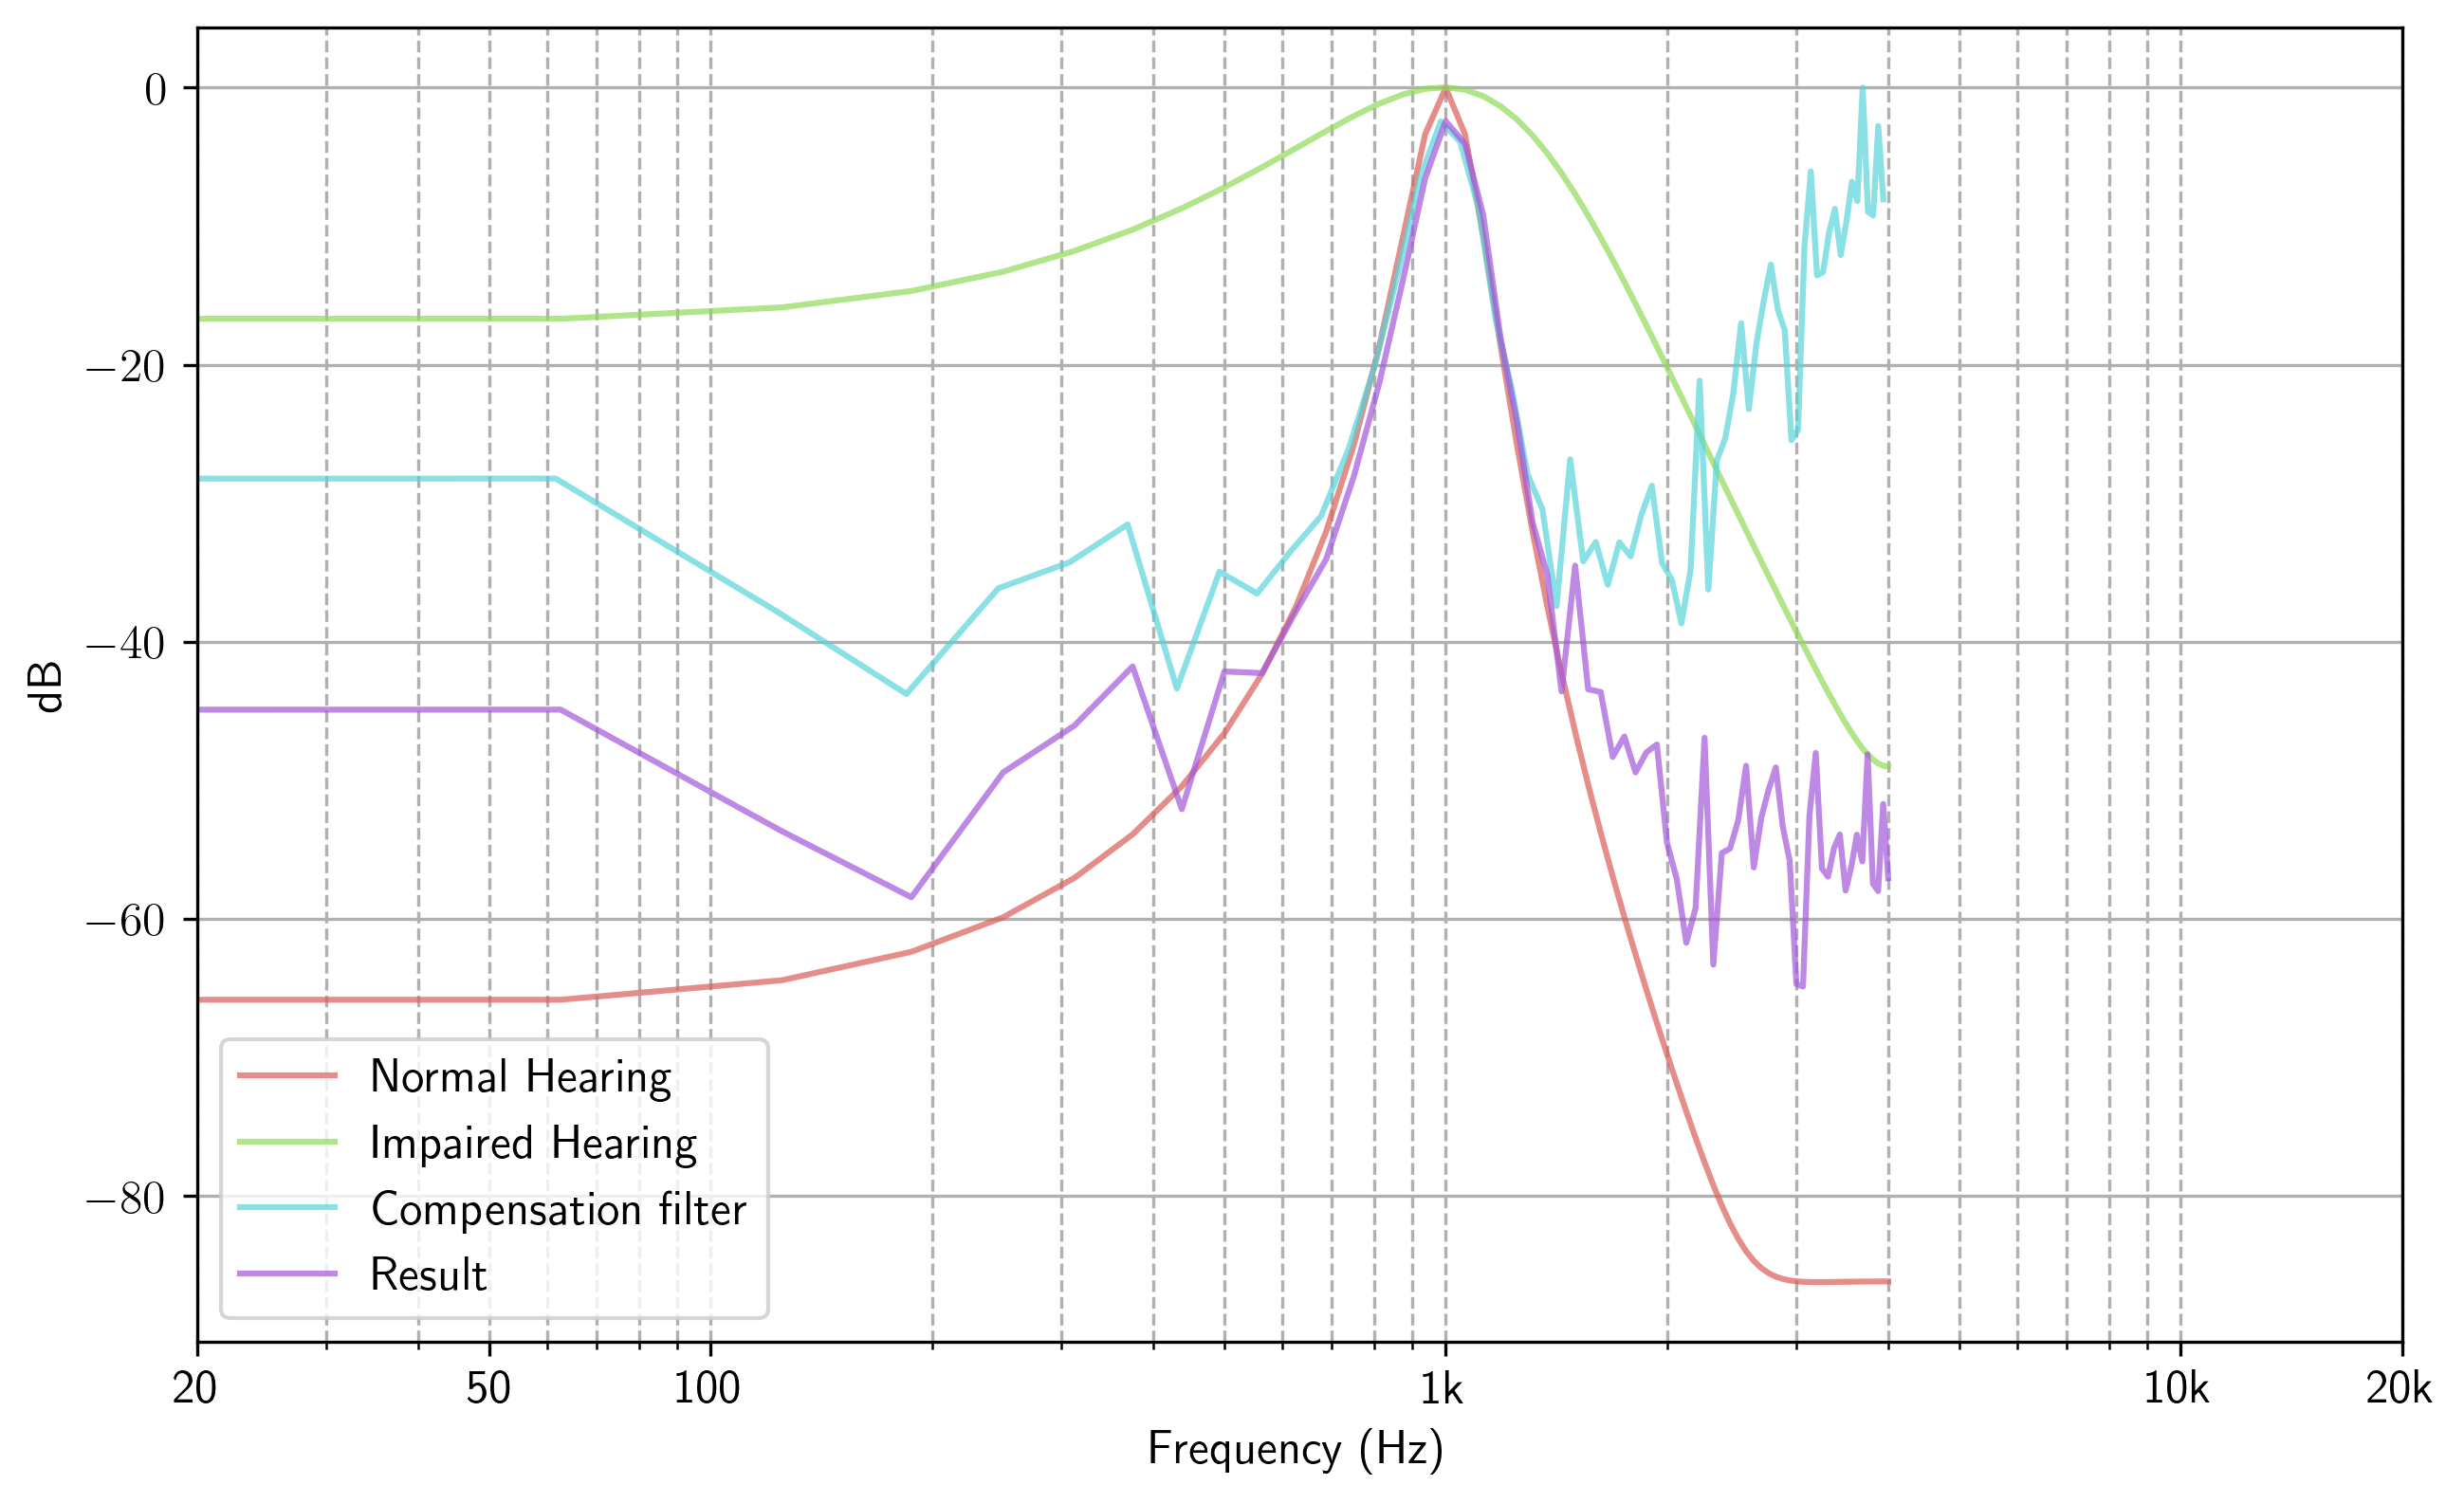 0
−20
−40
−60
−80
dB
Normal Hearing
Impaired Hearing
Compensation filter
Result
20 50 100 1k 10k 20k
Frequency (Hz)